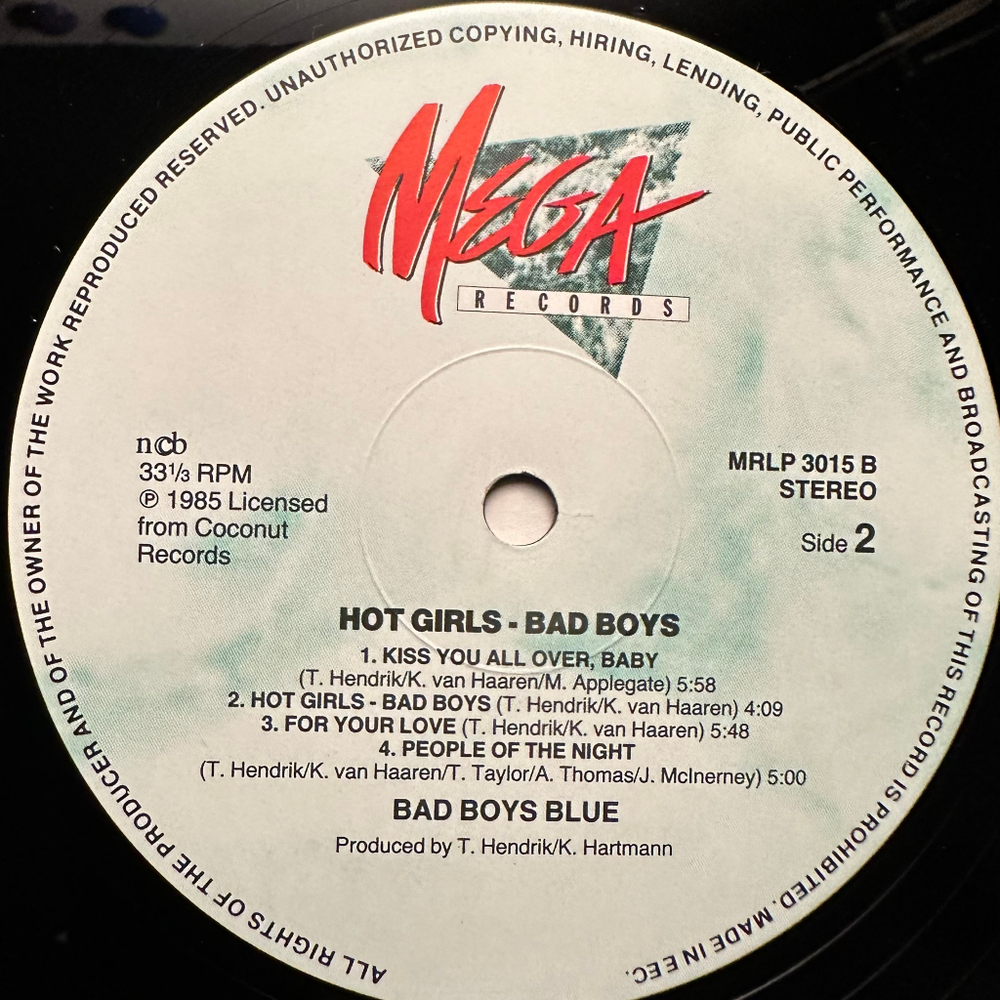 MEGA
RECORDS
ncb
33⅓ RPM
℗ 1985 Licensed
from Coconut
Records
MRLP 3015 B
STEREO
Side 2
HOT GIRLS - BAD BOYS
1. KISS YOU ALL OVER, BABY
(T. Hendrik/K. van Haaren/M. Applegate) 5:58
2. HOT GIRLS - BAD BOYS (T. Hendrik/K. van Haaren) 4:09
3. FOR YOUR LOVE (T. Hendrik/K. van Haaren) 5:48
4. PEOPLE OF THE NIGHT
(T. Hendrik/K. van Haaren/T. Taylor/A. Thomas/J. McInerney) 5:00
BAD BOYS BLUE
Produced by T. Hendrik/K. Hartmann
ALL RIGHTS OF THE PRODUCER AND OF THE OWNER OF THE WORK REPRODUCED RESERVED. UNAUTHORIZED COPYING, HIRING, LENDING, PUBLIC PERFORMANCE AND BROADCASTING OF THIS RECORD IS PROHIBITED. MADE IN EEC.